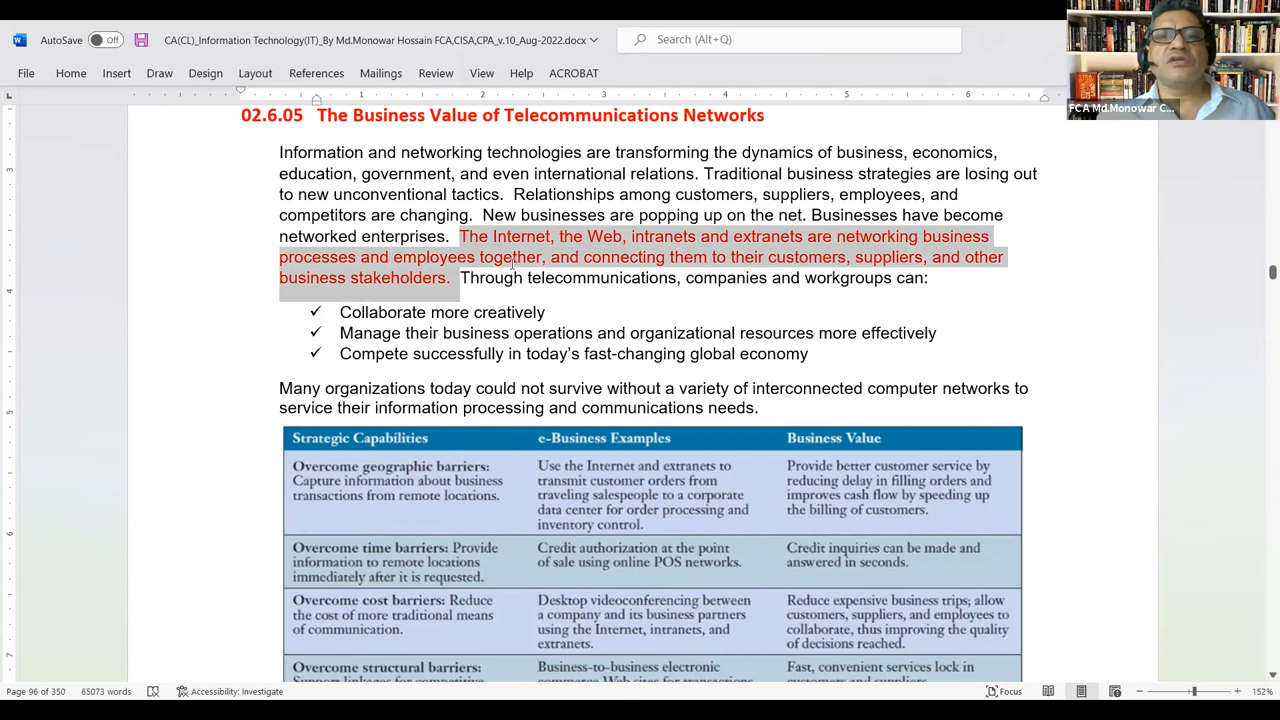 AutoSave Off CA(CL)_Information Technology(IT)_By Md.Monowar Hossain FCA,CISA,CPA_v.10_Aug-2022.docx Search (Alt+Q)
File Home Insert Draw Design Layout References Mailings Review View Help ACROBAT
FCA Md.Monowar C...
1 2 3 4 5 6
02.6.05 The Business Value of Telecommunications Networks
Information and networking technologies are transforming the dynamics of business, economics,
education, government, and even international relations. Traditional business strategies are losing out
to new unconventional tactics. Relationships among customers, suppliers, employees, and
competitors are changing. New businesses are popping up on the net. Businesses have become
networked enterprises. The Internet, the Web, intranets and extranets are networking business
processes and employees together, and connecting them to their customers, suppliers, and other
business stakeholders. Through telecommunications, companies and workgroups can:
✓ Collaborate more creatively
✓ Manage their business operations and organizational resources more effectively
✓ Compete successfully in today's fast-changing global economy
Many organizations today could not survive without a variety of interconnected computer networks to
service their information processing and communications needs.
Strategic Capabilities e-Business Examples Business Value
Overcome geographic barriers:
Capture information about business
transactions from remote locations.
Use the Internet and extranets to
transmit customer orders from
traveling salespeople to a corporate
data center for order processing and
inventory control.
Provide better customer service by
reducing delay in filling orders and
improves cash flow by speeding up
the billing of customers.
Overcome time barriers: Provide
information to remote locations
immediately after it is requested.
Credit authorization at the point
of sale using online POS networks.
Credit inquiries can be made and
answered in seconds.
Overcome cost barriers: Reduce
the cost of more traditional means
of communication.
Desktop videoconferencing between
a company and its business partners
using the Internet, intranets, and
extranets.
Reduce expensive business trips; allow
customers, suppliers, and employees to
collaborate, thus improving the quality
of decisions reached.
Overcome structural barriers:
Business-to-business electronic
Fast, convenient services lock in
Page 96 of 350 65073 words Accessibility: Investigate Focus 152%